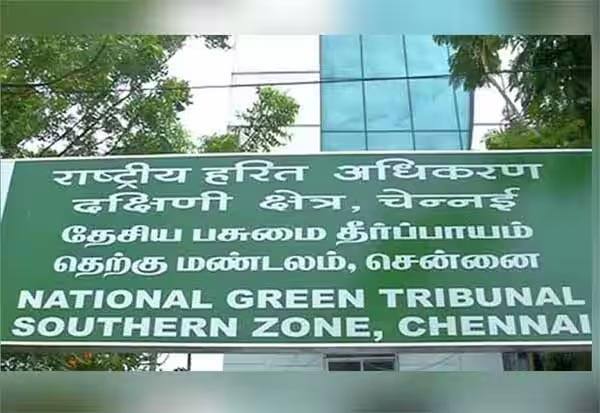 राष्ट्रीय हरित अधिकरण
दक्षिणी क्षेत्र, चेन्नई
தேசிய பசுமை தீர்ப்பாயம்
தெற்கு மண்டலம், சென்னை
NATIONAL GREEN TRIBUNAL
SOUTHERN ZONE, CHENNAI